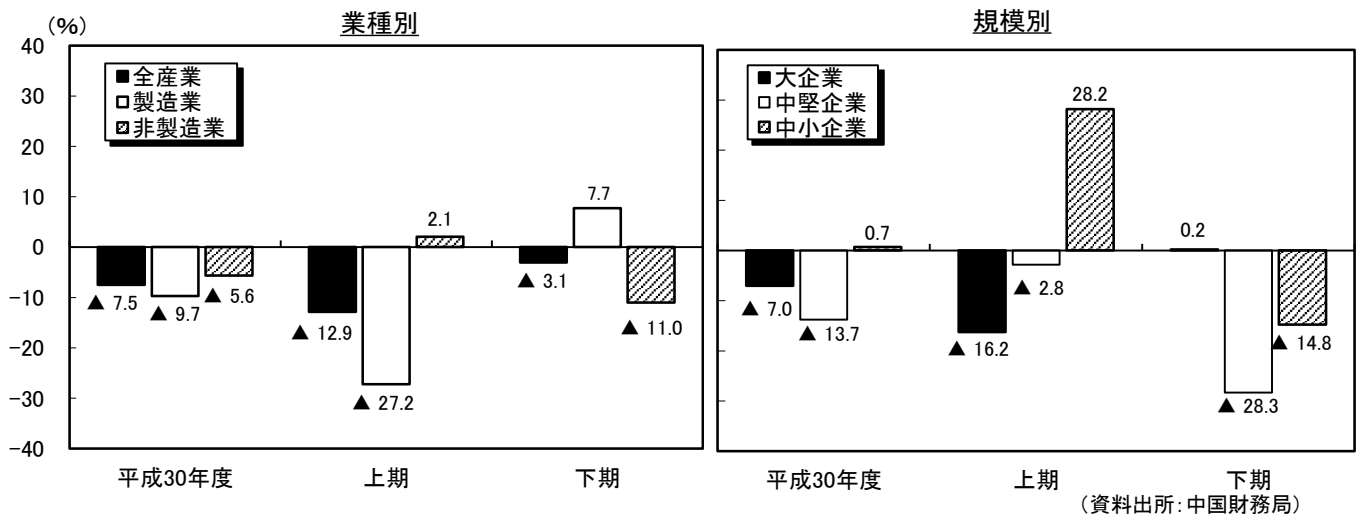 業種別
(%)
40
30
20
10
0
-10
-20
-30
-40
■全産業
□製造業
▨非製造業
▲ 7.5
▲ 9.7
▲ 5.6
▲ 12.9
▲ 27.2
2.1
▲ 3.1
7.7
▲ 11.0
平成30年度
上期
下期
規模別
■大企業
□中堅企業
▨中小企業
▲ 7.0
▲ 13.7
0.7
▲ 16.2
▲ 2.8
28.2
0.2
▲ 28.3
▲ 14.8
平成30年度
上期
下期
(資料出所:中国財務局)